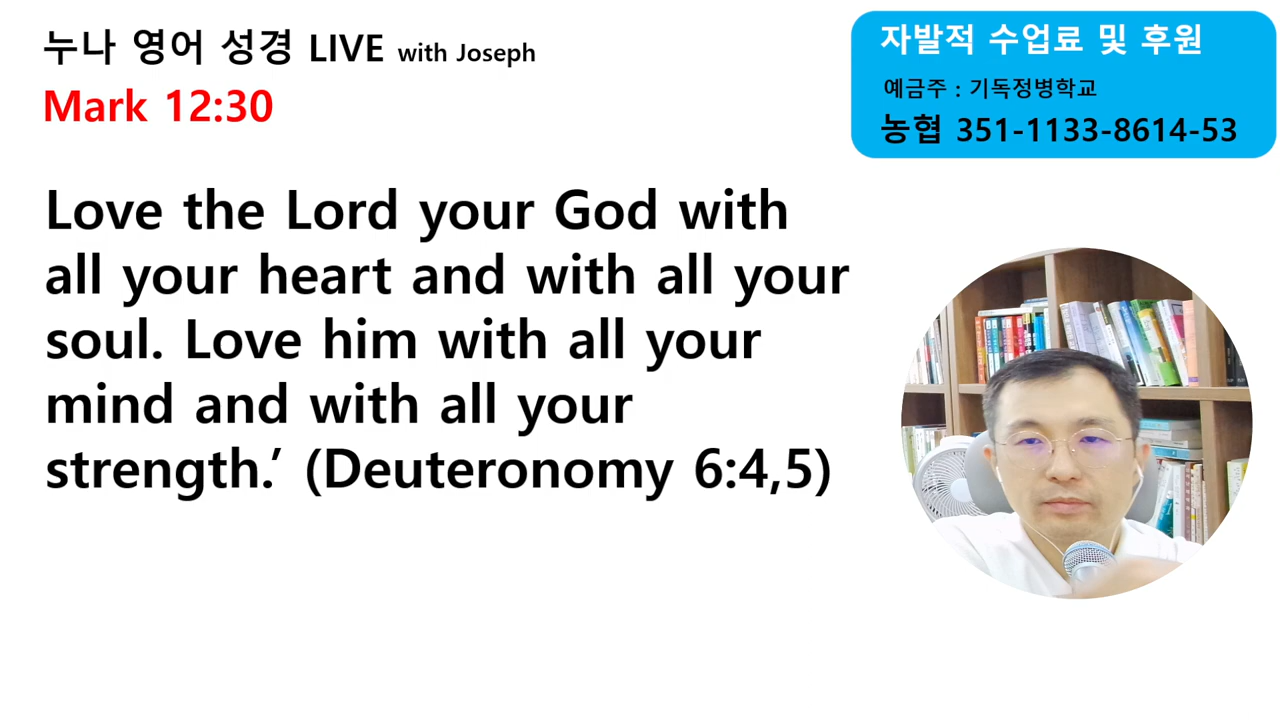 누나 영어 성경 LIVE with Joseph
Mark 12:30
자발적 수업료 및 후원
예금주 : 기독정병학교
농협 351-1133-8614-53
Love the Lord your God with
all your heart and with all your
soul. Love him with all your
mind and with all your
strength.’ (Deuteronomy 6:4,5)